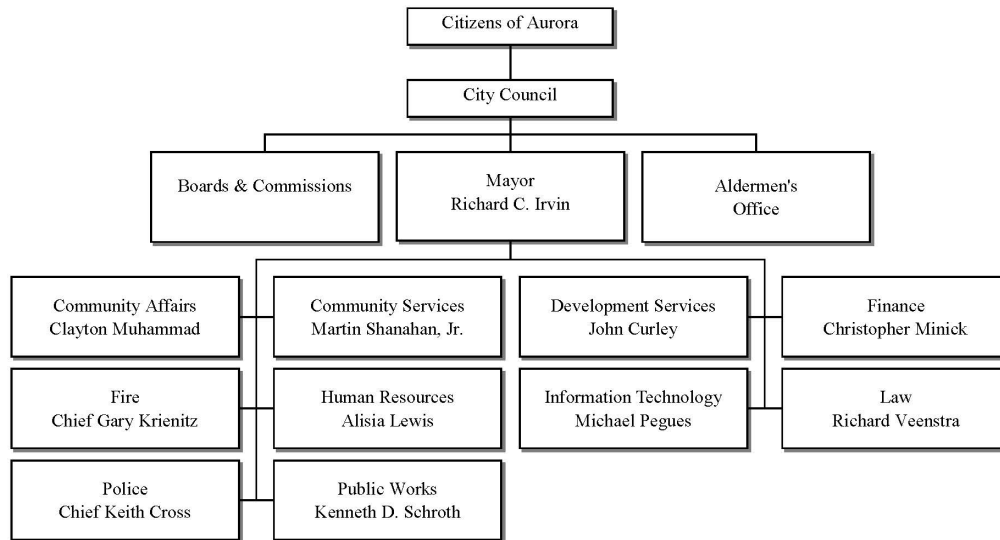 Citizens of Aurora
City Council
Boards & Commissions
Mayor
Richard C. Irvin
Aldermen's
Office
Community Affairs
Clayton Muhammad
Community Services
Martin Shanahan, Jr.
Development Services
John Curley
Finance
Christopher Minick
Fire
Chief Gary Krienitz
Human Resources
Alisia Lewis
Information Technology
Michael Pegues
Law
Richard Veenstra
Police
Chief Keith Cross
Public Works
Kenneth D. Schroth